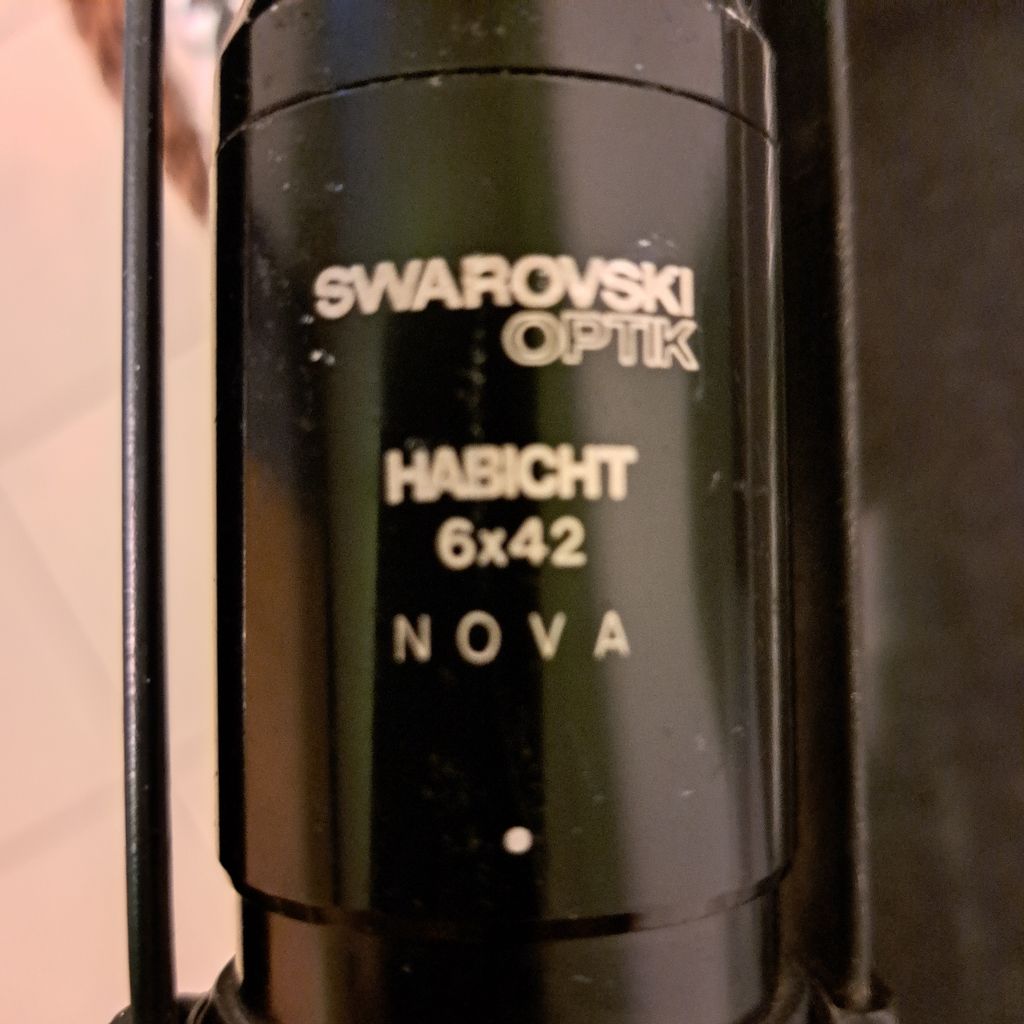 SWAROVSKI
OPTIK
HABICHT
6x42
NOVA